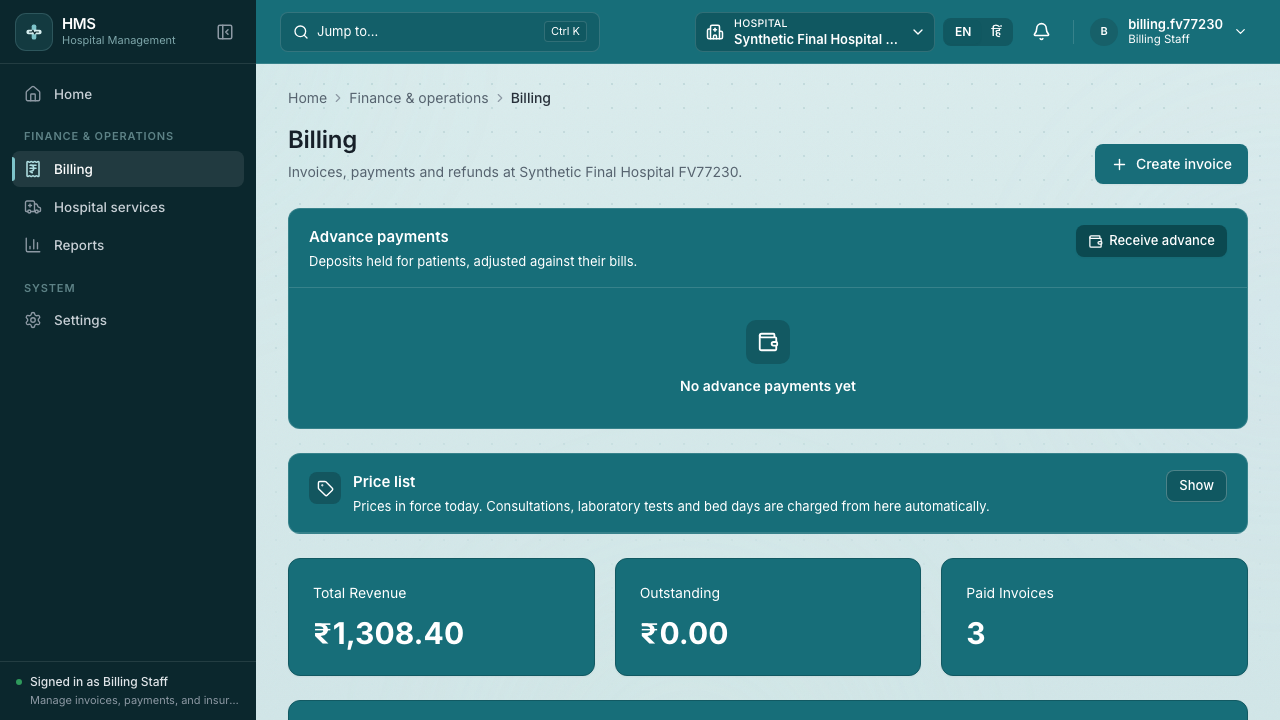 HMS
Hospital Management
Jump to...
Ctrl K
HOSPITAL
Synthetic Final Hospital ...
EN
हिं
B
billing.fv77230
Billing Staff
Home
FINANCE & OPERATIONS
Billing
Hospital services
Reports
SYSTEM
Settings
Signed in as Billing Staff
Manage invoices, payments, and insur...
Home > Finance & operations > Billing
Billing
Invoices, payments and refunds at Synthetic Final Hospital FV77230.
Create invoice
Advance payments
Deposits held for patients, adjusted against their bills.
Receive advance
No advance payments yet
Price list
Prices in force today. Consultations, laboratory tests and bed days are charged from here automatically.
Show
Total Revenue
₹1,308.40
Outstanding
₹0.00
Paid Invoices
3